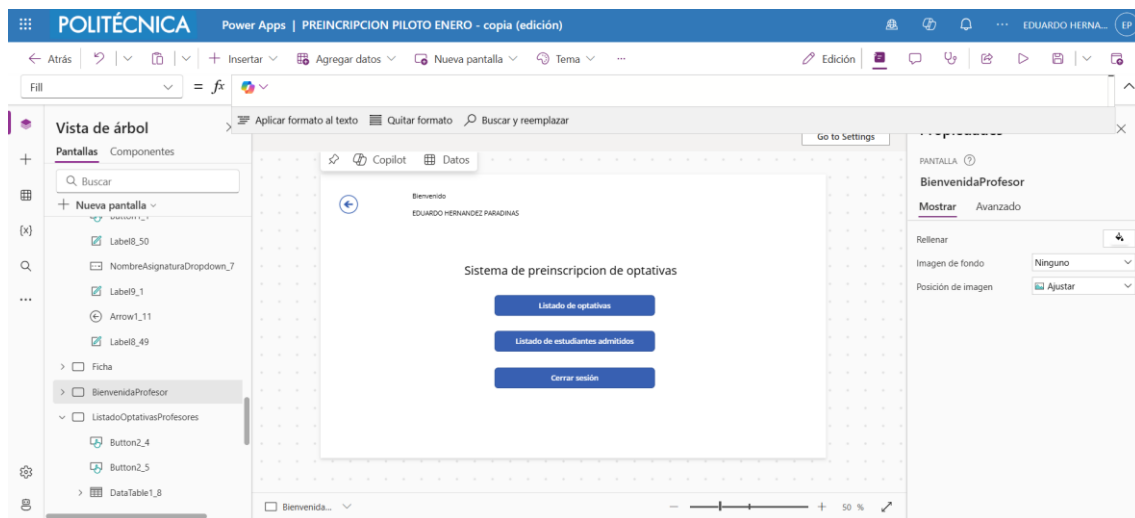 POLITÉCNICA
Power Apps | PREINCRIPCION PILOTO ENERO - copia (edición)
EDUARDO HERNA... EP
Atrás
Insertar
Agregar datos
Nueva pantalla
Tema
...
Edición
Fill
= fx
Aplicar formato al texto
Quitar formato
Buscar y reemplazar
Go to Settings
Vista de árbol
Pantallas Componentes
Buscar
Nueva pantalla
Label8_50
NombreAsignaturaDropdown_7
Label9_1
Arrow1_11
Label8_49
Ficha
BienvenidaProfesor
ListadoOptativasProfesores
Button2_4
Button2_5
DataTable1_8
Copilot Datos
Bienvenido
EDUARDO HERNANDEZ PARADINAS
Sistema de preinscripcion de optativas
Listado de optativas
Listado de estudiantes admitidos
Cerrar sesión
Bienvenida...
50 %
PANTALLA
BienvenidaProfesor
Mostrar Avanzado
Rellenar
Imagen de fondo Ninguno
Posición de imagen Ajustar